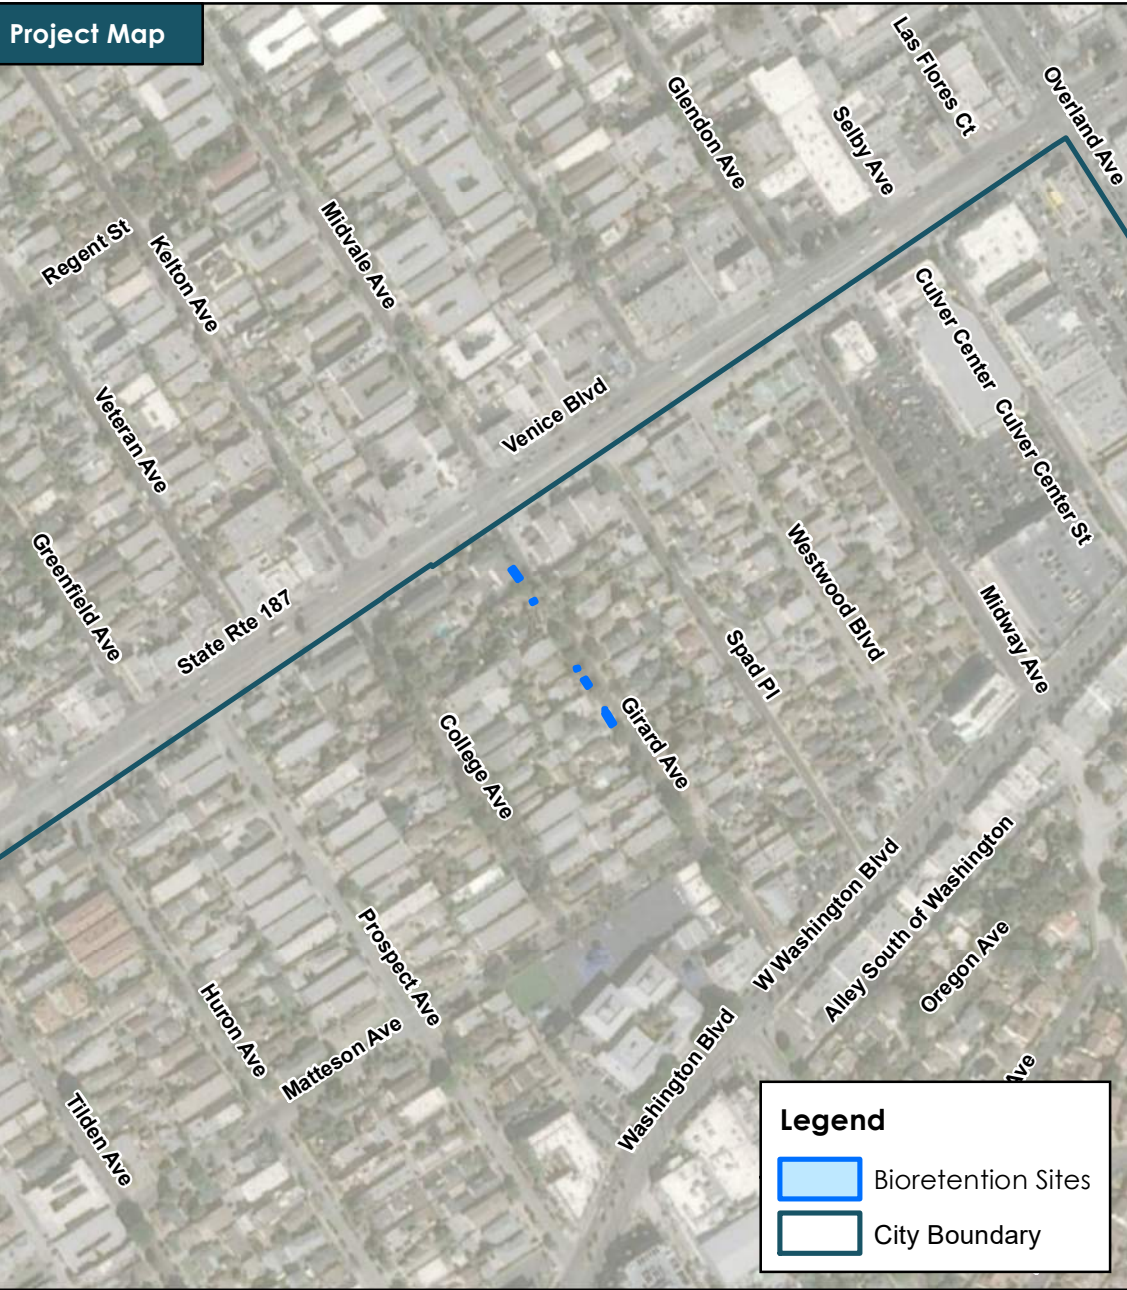 Project Map
Las Flores Ct
Overland Ave
Glendon Ave
Selby Ave
Midvale Ave
Regent St
Kelton Ave
Culver Center
Venice Blvd
Veteran Ave
Culver Center St
Greenfield Ave
State Rte 187
Westwood Blvd
Midway Ave
Spad Pl
Girard Ave
College Ave
W Washington Blvd
Alley South of Washington
Prospect Ave
Oregon Ave
Huron Ave
Matteson Ave
Washington Blvd
Tilden Ave
Ave
Legend
Bioretention Sites
City Boundary